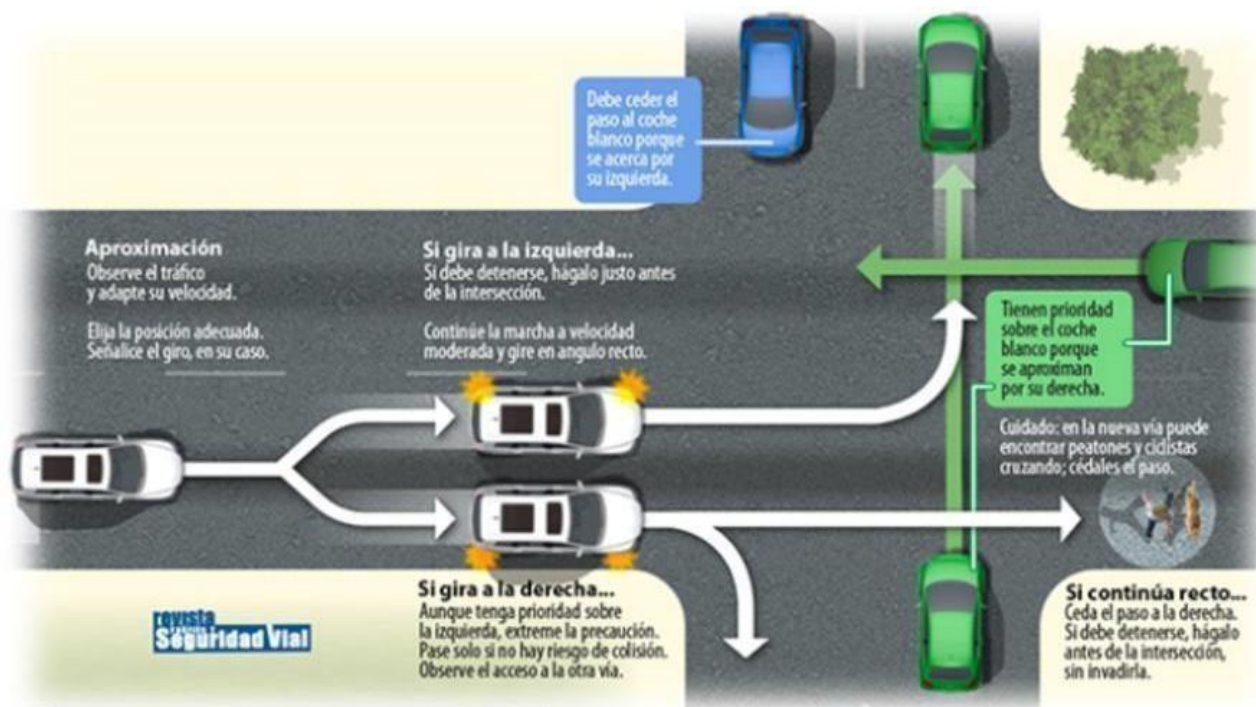 Debe ceder el
paso al coche
blanco porque
se acerca por
su izquierda.
Aproximación
Observe el tráfico
y adapte su velocidad.
Elija la posición adecuada.
Señalice el giro, en su caso.
Si gira a la izquierda...
Si debe detenerse, hágalo justo antes
de la intersección.
Continúe la marcha a velocidad
moderada y gire en angulo recto.
Tienen prioridad
sobre el coche
blanco porque
se aproximan
por su derecha.
Cuidado: en la nueva vía puede
encontrar peatones y ciclistas
cruzando; cédales el paso.
Si gira a la derecha...
Aunque tenga prioridad sobre
la izquierda, extreme la precaución.
Pase solo si no hay riesgo de colisión.
Observe el acceso a la otra vía.
Si continúa recto...
Ceda el paso a la derecha.
Si debe detenerse, hágalo
antes de la intersección,
sin invadirla.
revista
Seguridad Vial